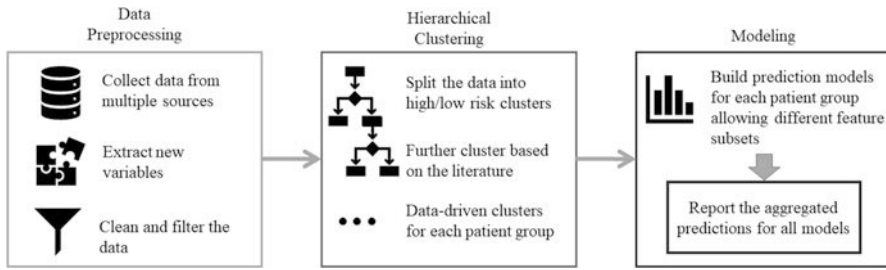 Data
Preprocessing
Collect data from
multiple sources
Extract new
variables
Clean and filter the
data
Hierarchical
Clustering
Split the data into
high/low risk clusters
Further cluster based
on the literature
Data-driven clusters
for each patient group
Modeling
Build prediction models
for each patient group
allowing different feature
subsets
Report the aggregated
predictions for all models